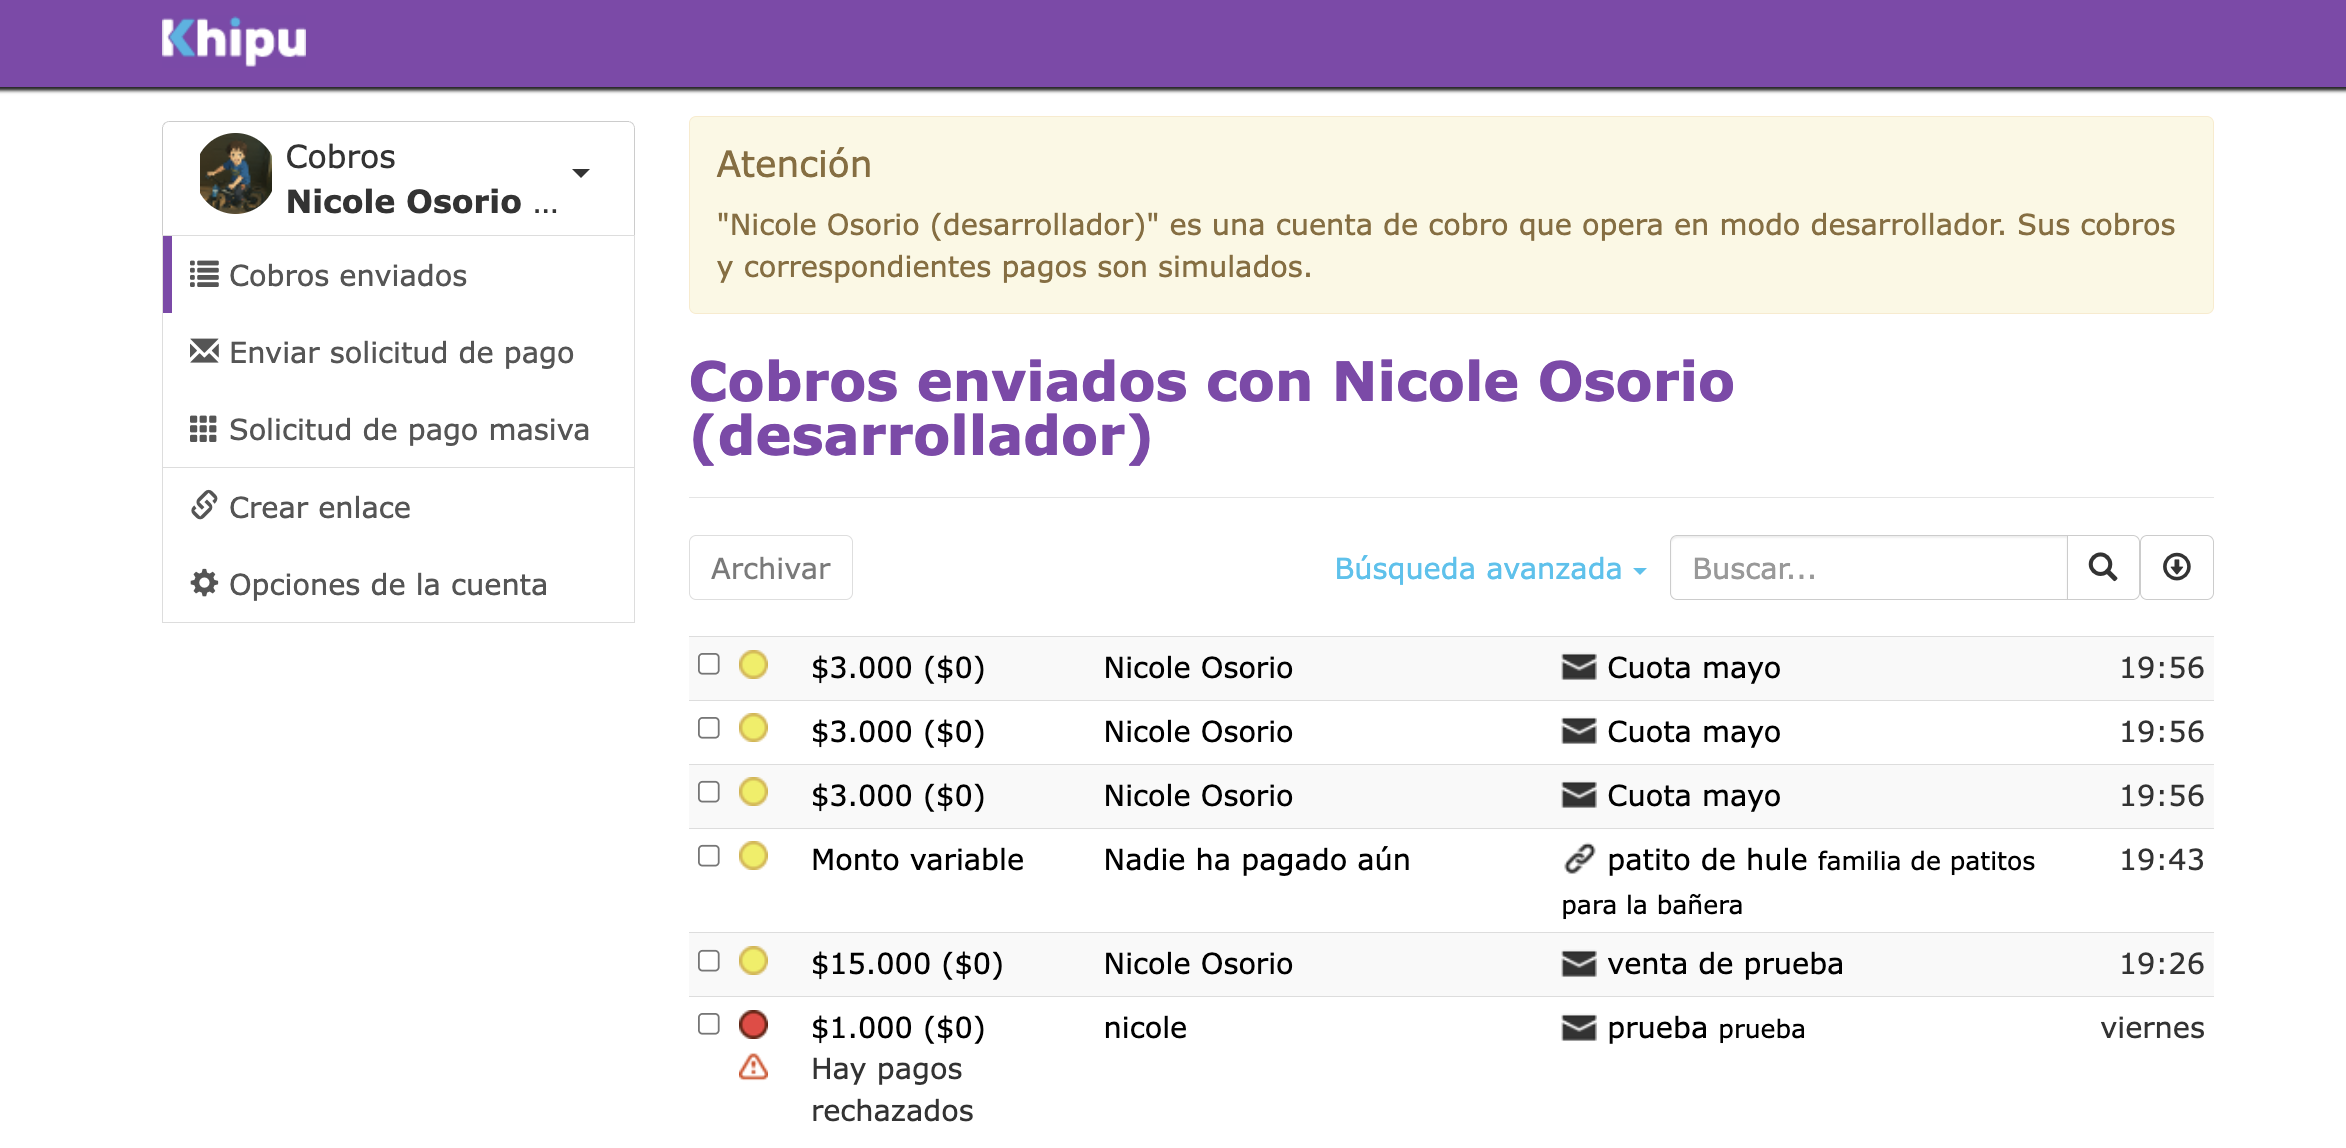 Khipu
Cobros
Nicole Osorio ...
Cobros enviados
Enviar solicitud de pago
Solicitud de pago masiva
Crear enlace
Opciones de la cuenta
Atención
"Nicole Osorio (desarrollador)" es una cuenta de cobro que opera en modo desarrollador. Sus cobros
y correspondientes pagos son simulados.
Cobros enviados con Nicole Osorio
(desarrollador)
Archivar
Búsqueda avanzada
Buscar...
$3.000 ($0) Nicole Osorio Cuota mayo 19:56
$3.000 ($0) Nicole Osorio Cuota mayo 19:56
$3.000 ($0) Nicole Osorio Cuota mayo 19:56
Monto variable Nadie ha pagado aún patito de hule familia de patitos 19:43
para la bañera
$15.000 ($0) Nicole Osorio venta de prueba 19:26
$1.000 ($0) nicole prueba prueba viernes
Hay pagos
rechazados